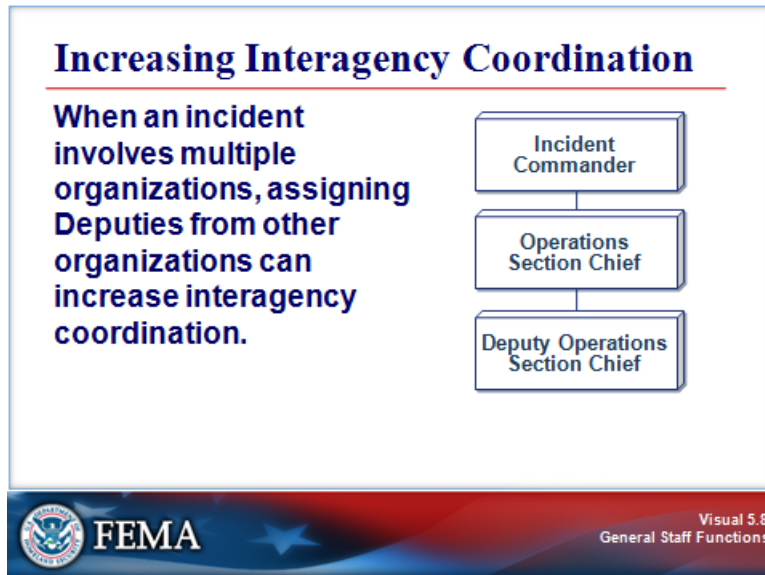 Increasing Interagency Coordination
When an incident
involves multiple
organizations, assigning
Deputies from other
organizations can
increase interagency
coordination.
Incident
Commander
Operations
Section Chief
Deputy Operations
Section Chief
FEMA
Visual 5.8
General Staff Functions